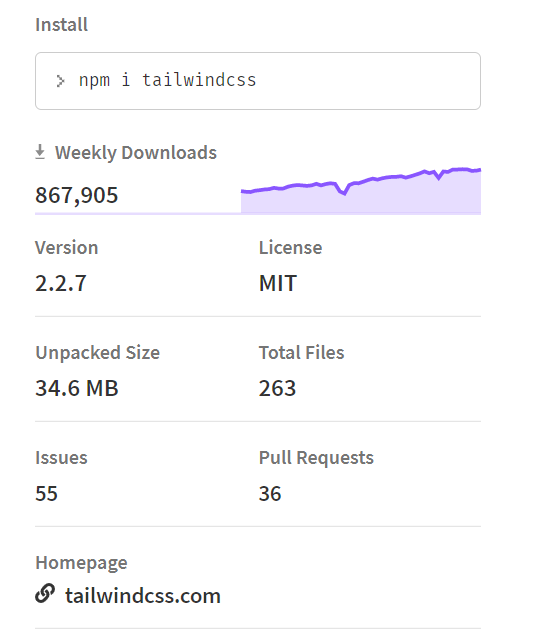 Install
> npm i tailwindcss
Weekly Downloads
867,905
Version License
2.2.7 MIT
Unpacked Size Total Files
34.6 MB 263
Issues Pull Requests
55 36
Homepage
tailwindcss.com